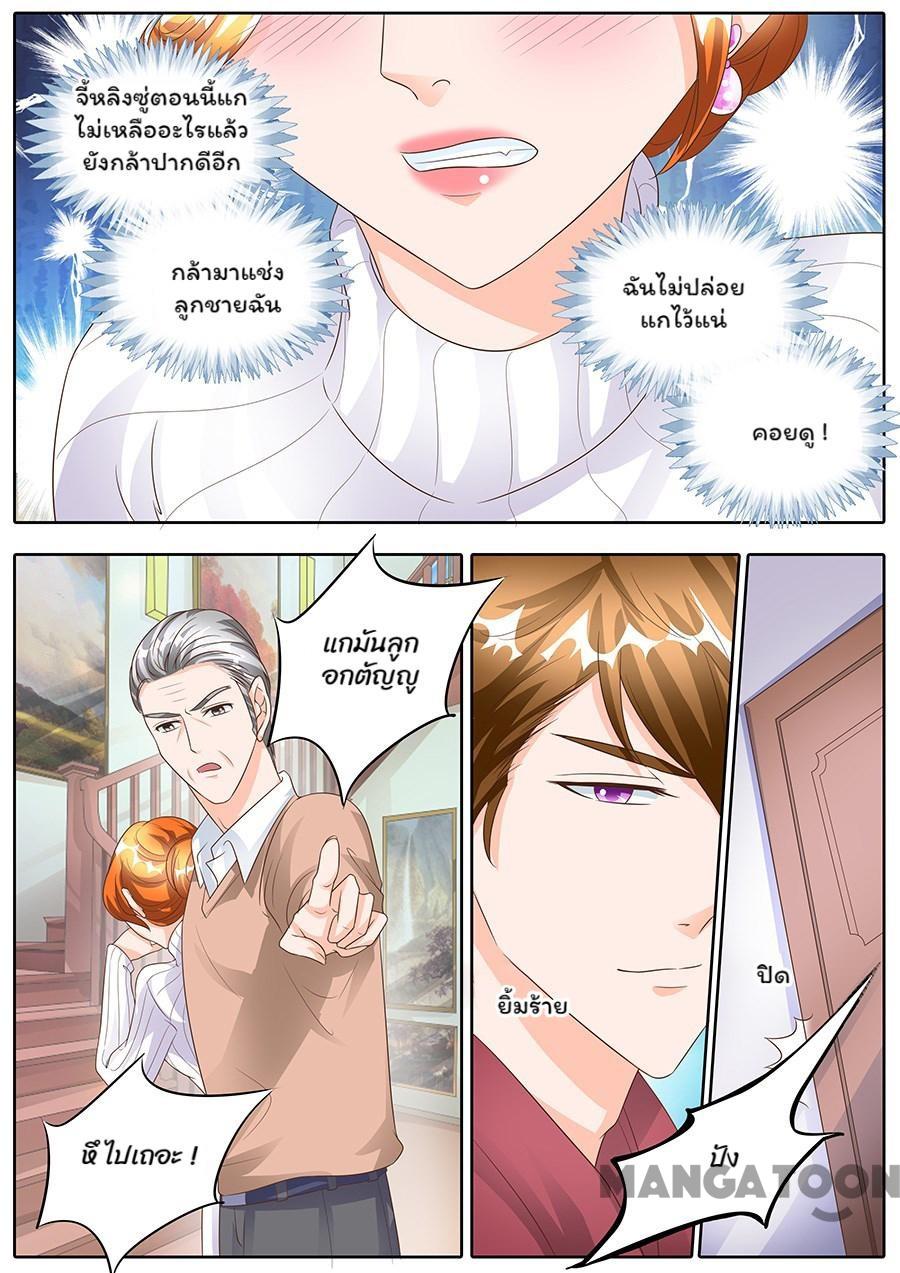 จี้หลิงซู่ตอนนี้แก
ไม่เหลืออะไรแล้ว
ยังกล้าปากดีอีก
กล้ามาแช่ง
ลูกชายฉัน
ฉันไม่ปล่อย
แกไว้แน่
คอยดู !
แกมันลูก
อกตัญญู
หึ ไปเถอะ !
ยิ้มร้าย
ปิด
ปัง
MANGATOON